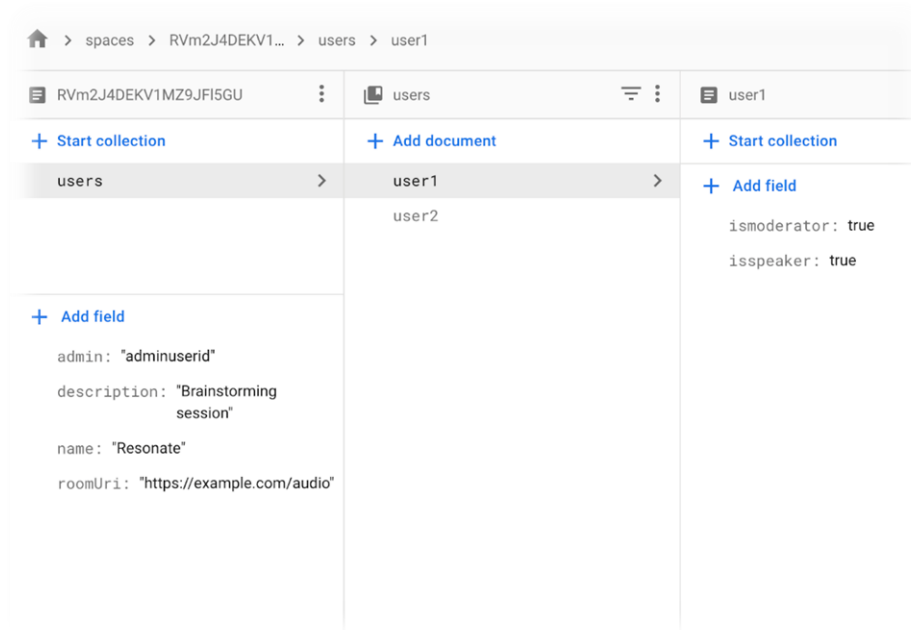 spaces > RVm2J4DEKV1... > users > user1
RVm2J4DEKV1MZ9JFI5GU
+ Start collection
users
+ Add field
admin: "adminuserid"
description: "Brainstorming
session"
name: "Resonate"
roomUri: "https://example.com/audio"
users
+ Add document
user1
user2
user1
+ Start collection
+ Add field
ismoderator: true
isspeaker: true